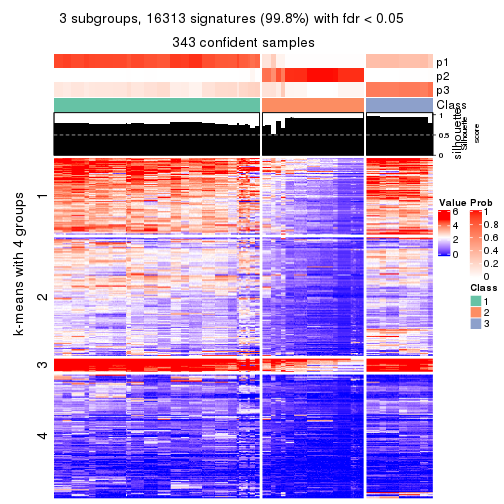 3 subgroups, 16313 signatures (99.8%) with fdr < 0.05
343 confident samples
p1
p2
p3
Class
1
0.5
0
silhouette
Silhouette
score
k-means with 4 groups
1
2
3
4
Value
6
4
2
0
Prob
1
0.8
0.6
0.4
0.2
0
Class
1
2
3